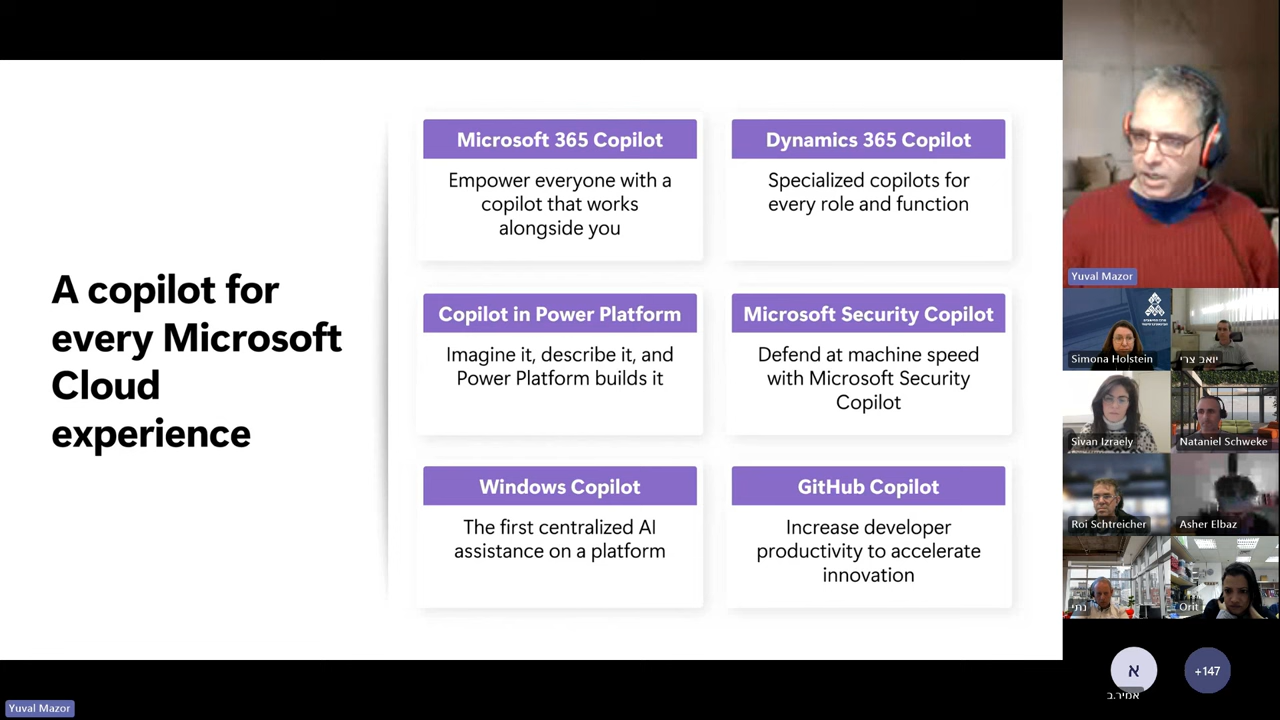 A copilot for
every Microsoft
Cloud
experience
Microsoft 365 Copilot
Empower everyone with a
copilot that works
alongside you
Dynamics 365 Copilot
Specialized copilots for
every role and function
Copilot in Power Platform
Imagine it, describe it, and
Power Platform builds it
Microsoft Security Copilot
Defend at machine speed
with Microsoft Security
Copilot
Windows Copilot
The first centralized AI
assistance on a platform
GitHub Copilot
Increase developer
productivity to accelerate
innovation
Yuval Mazor
Simona Holstein
יואב צרי
Sivan Izraely
Nataniel Schweke
Roi Schtreicher
Asher Elbaz
נתי
Orit
א
אמיר.ב
+147
Yuval Mazor